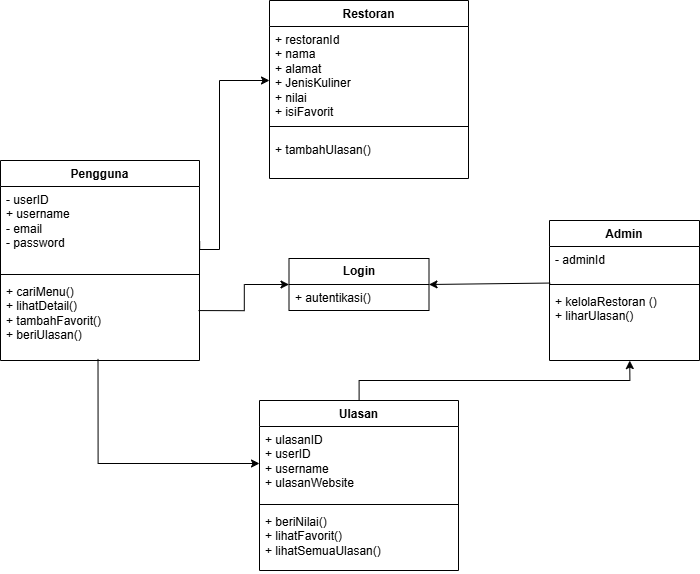 Restoran
+ restoranId
+ nama
+ alamat
+ JenisKuliner
+ nilai
+ isiFavorit
+ tambahUlasan()
Pengguna
- userID
+ username
- email
- password
+ cariMenu()
+ lihatDetail()
+ tambahFavorit()
+ beriUlasan()
Login
+ autentikasi()
Admin
- adminId
+ kelolaRestoran ()
+ liharUlasan()
Ulasan
+ ulasanID
+ userID
+ username
+ ulasanWebsite
+ beriNilai()
+ lihatFavorit()
+ lihatSemuaUlasan()